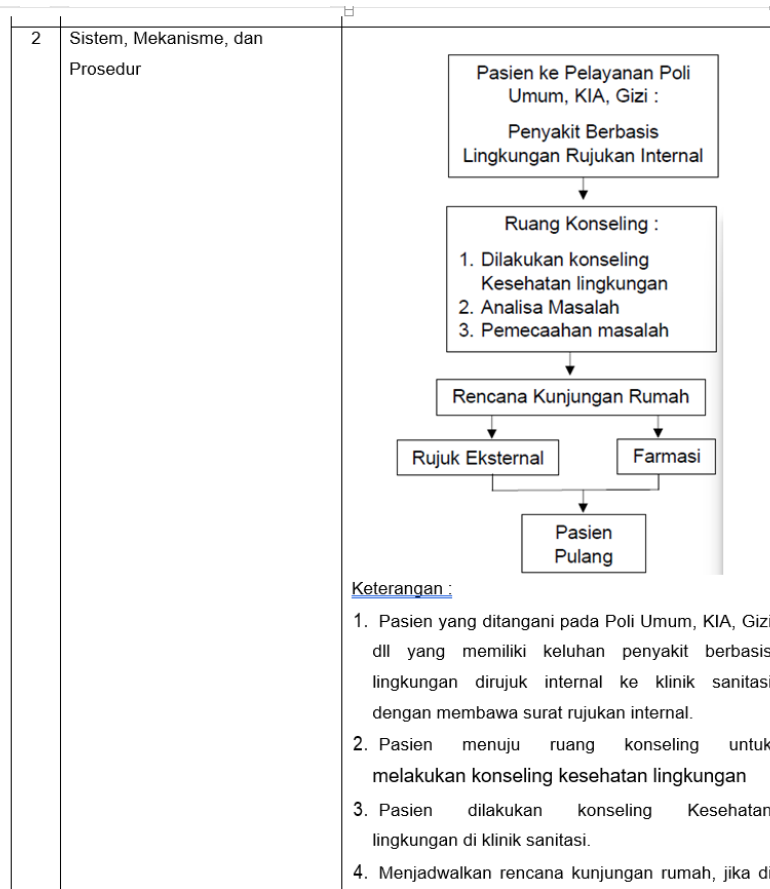 2
Sistem, Mekanisme, dan
Prosedur
Pasien ke Pelayanan Poli
Umum, KIA, Gizi :
Penyakit Berbasis
Lingkungan Rujukan Internal
Ruang Konseling :
1. Dilakukan konseling
Kesehatan lingkungan
2. Analisa Masalah
3. Pemecaahan masalah
Rencana Kunjungan Rumah
Rujuk Eksternal
Farmasi
Pasien
Pulang
Keterangan :
1. Pasien yang ditangani pada Poli Umum, KIA, Gizi
dll yang memiliki keluhan penyakit berbasis
lingkungan dirujuk internal ke klinik sanitasi
dengan membawa surat rujukan internal.
2. Pasien menuju ruang konseling untuk
melakukan konseling kesehatan lingkungan
3. Pasien dilakukan konseling Kesehatan
lingkungan di klinik sanitasi.
4. Menjadwalkan rencana kunjungan rumah, jika di